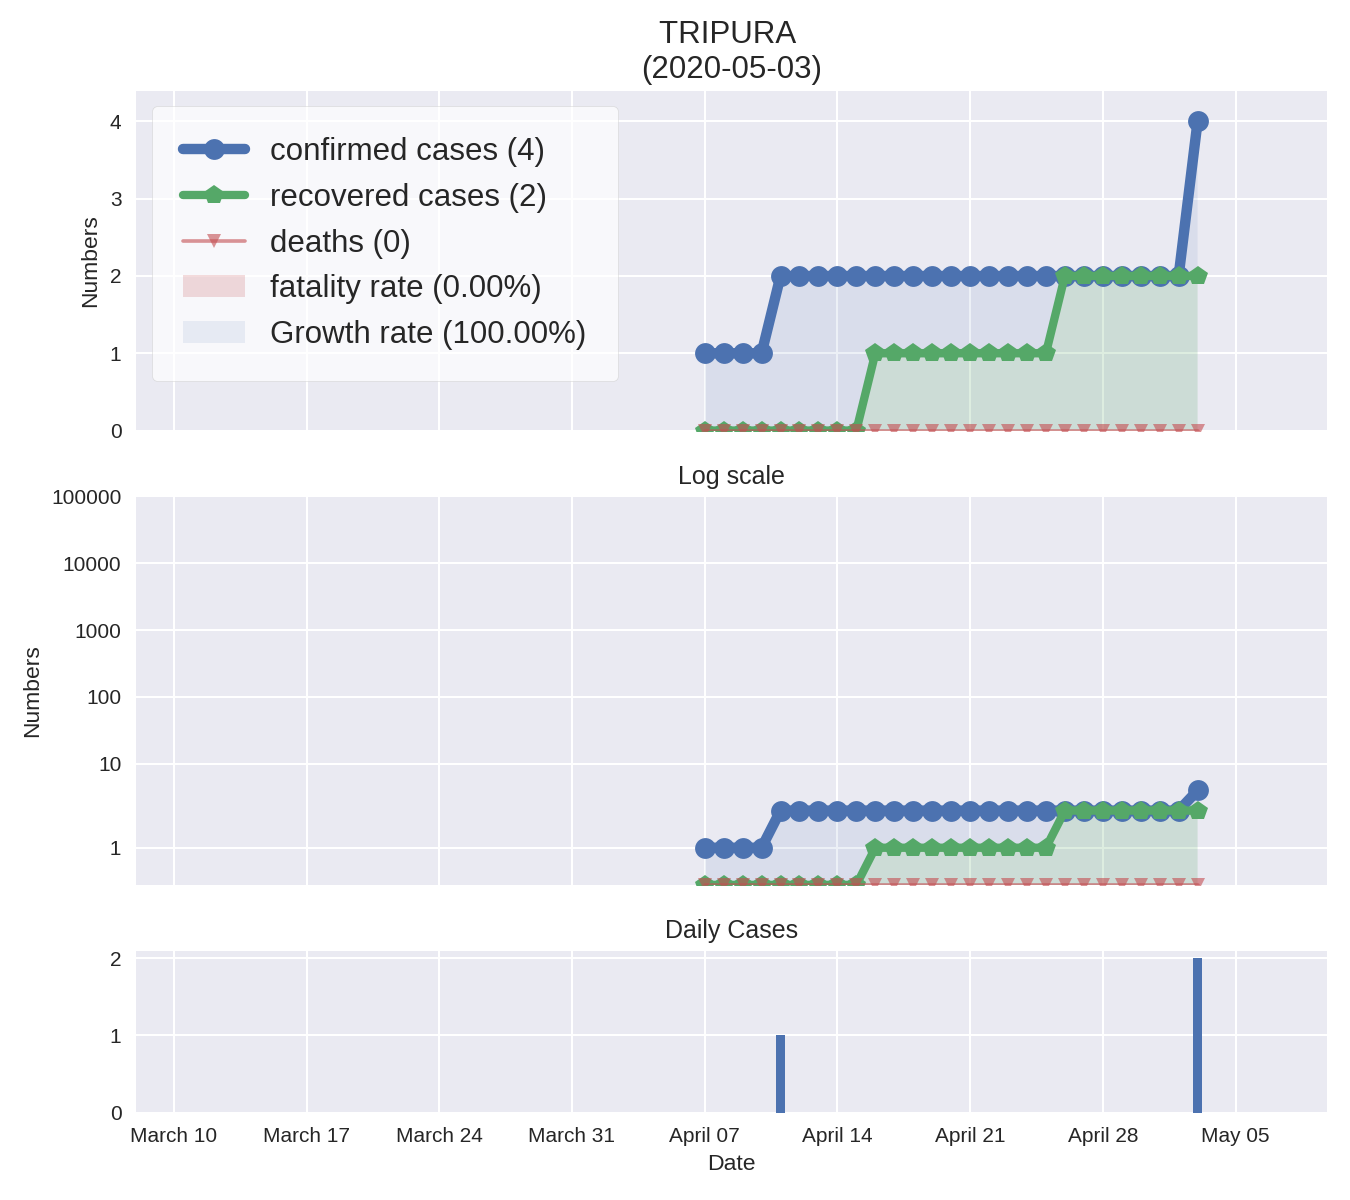 TRIPURA
(2020-05-03)
4
3
2
1
0
Numbers
confirmed cases (4)
recovered cases (2)
deaths (0)
fatality rate (0.00%)
Growth rate (100.00%)
Log scale
100000
10000
1000
100
10
1
Numbers
Daily Cases
2
1
0
March 10 March 17 March 24 March 31 April 07 April 14 April 21 April 28 May 05
Date